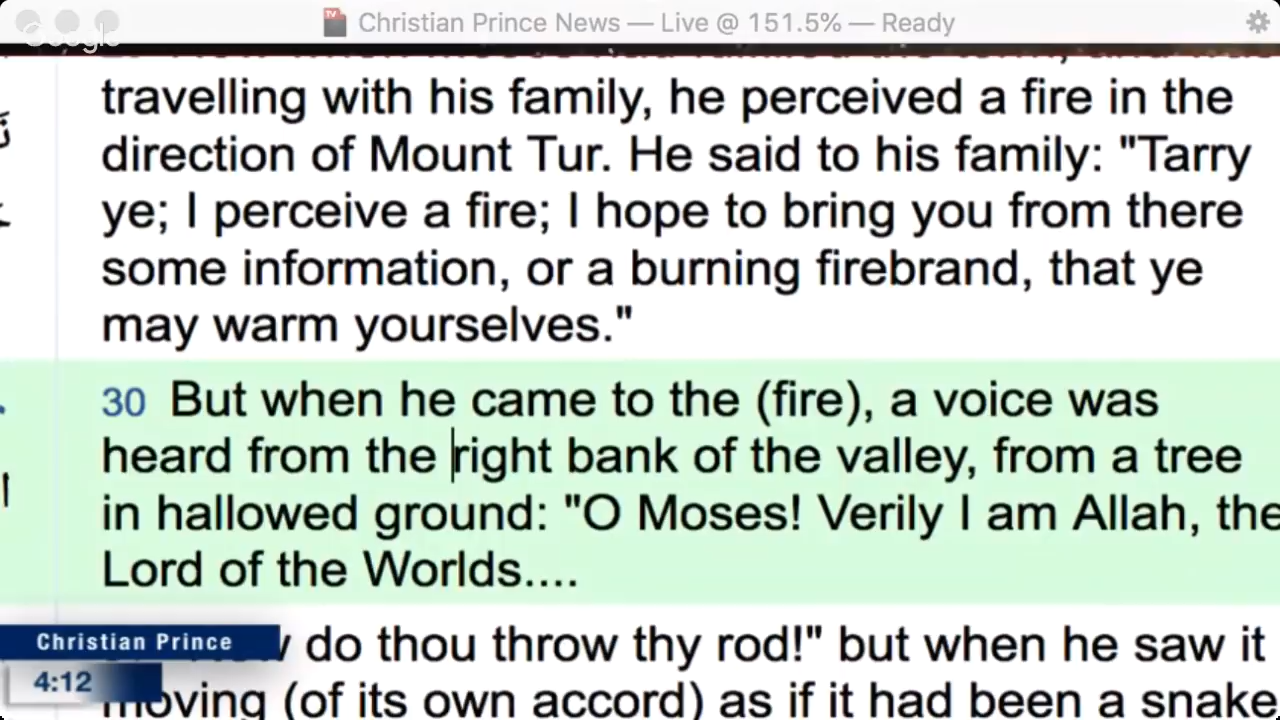 Christian Prince News — Live @ 151.5% — Ready
Google
travelling with his family, he perceived a fire in the
direction of Mount Tur. He said to his family: "Tarry
ye; I perceive a fire; I hope to bring you from there
some information, or a burning firebrand, that ye
may warm yourselves."
30 But when he came to the (fire), a voice was
heard from the right bank of the valley, from a tree
in hallowed ground: "O Moses! Verily I am Allah, the
Lord of the Worlds....
do thou throw thy rod!" but when he saw it
moving (of its own accord) as if it had been a snake
Christian Prince
4:12